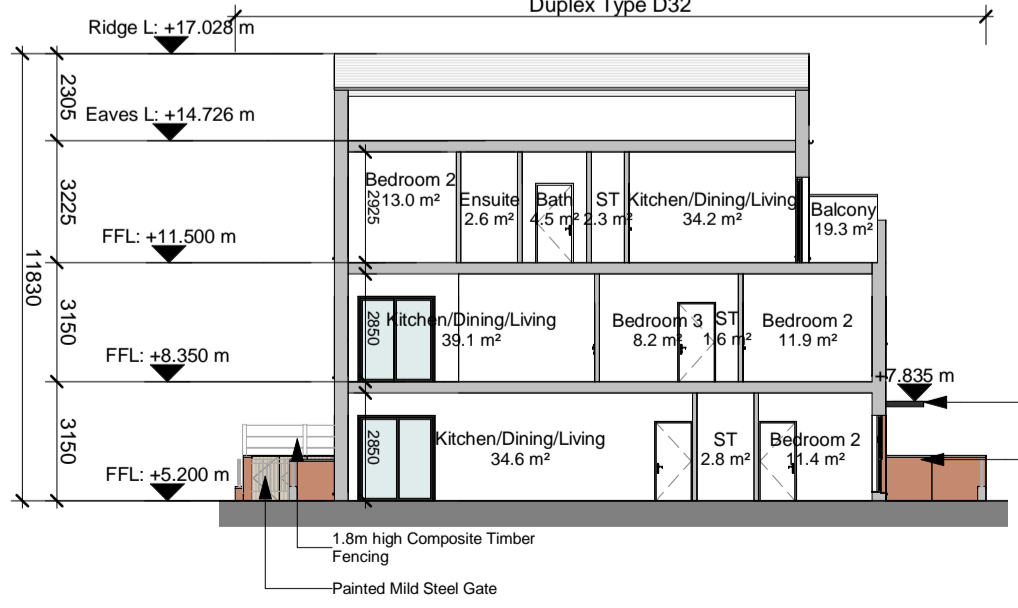 Duplex Type D32
Ridge L: +17.028 m
2305
Eaves L: +14.726 m
3225
2925
Bedroom 2
13.0 m²
Ensuite
2.6 m²
Bath
4.5 m²
ST
2.3 m²
Kitchen/Dining/Living
34.2 m²
Balcony
19.3 m²
FFL: +11.500 m
11830
3150
2850
Kitchen/Dining/Living
39.1 m²
Bedroom 3
8.2 m²
ST
1.6 m²
Bedroom 2
11.9 m²
FFL: +8.350 m
+7.835 m
3150
2850
Kitchen/Dining/Living
34.6 m²
ST
2.8 m²
Bedroom 2
11.4 m²
FFL: +5.200 m
1.8m high Composite Timber
Fencing
Painted Mild Steel Gate